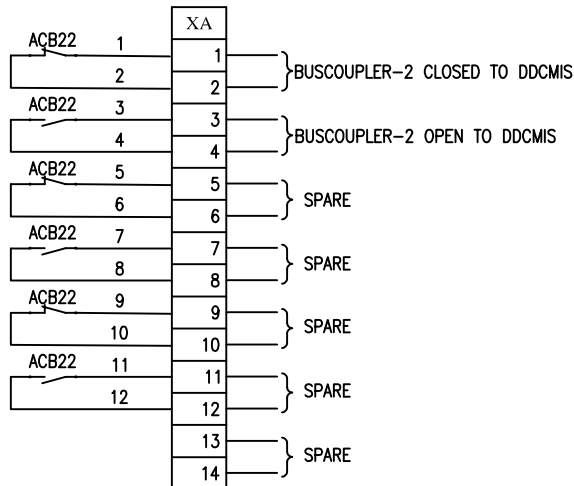 XA
ACB22 1 1
2 2 BUSCOUPLER-2 CLOSED TO DDCMIS
ACB22 3 3
4 4 BUSCOUPLER-2 OPEN TO DDCMIS
ACB22 5 5
6 6 SPARE
ACB22 7 7
8 8 SPARE
ACB22 9 9
10 10 SPARE
ACB22 11 11
12 12 SPARE
13
14 SPARE